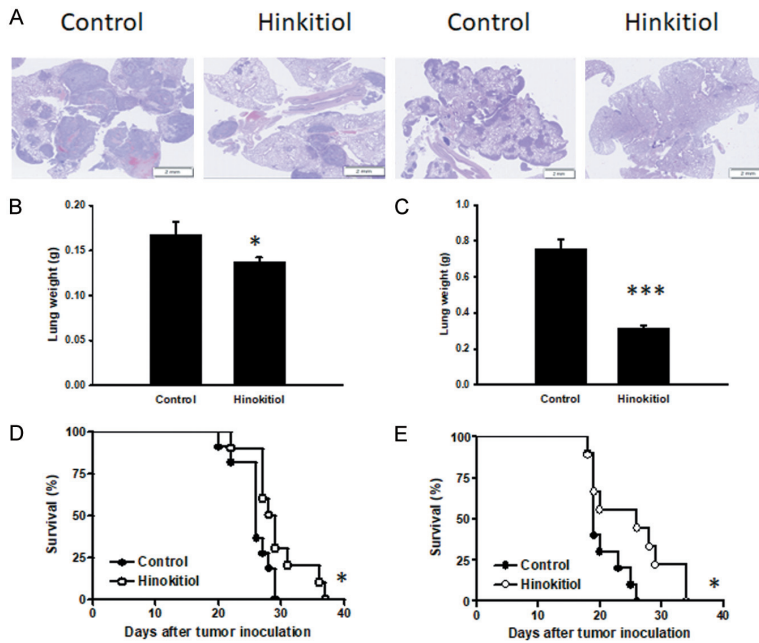 A
Control
Hinkitiol
Control
Hinkitiol
2 mm
2 mm
2 mm
2 mm
B
Lung weight (g)
0.20
0.15
0.10
0.05
0.00
*
Control
Hinokitiol
C
Lung weight (g)
1.0
0.8
0.6
0.4
0.2
0.0
***
Control
Hinokitiol
D
Survival (%)
100
75
50
25
0
Control
Hinokitiol
*
0
10
20
30
40
Days after tumor inoculation
E
Survival (%)
100
75
50
25
0
Control
Hinokitiol
*
0
10
20
30
40
Days after tumor inoculation